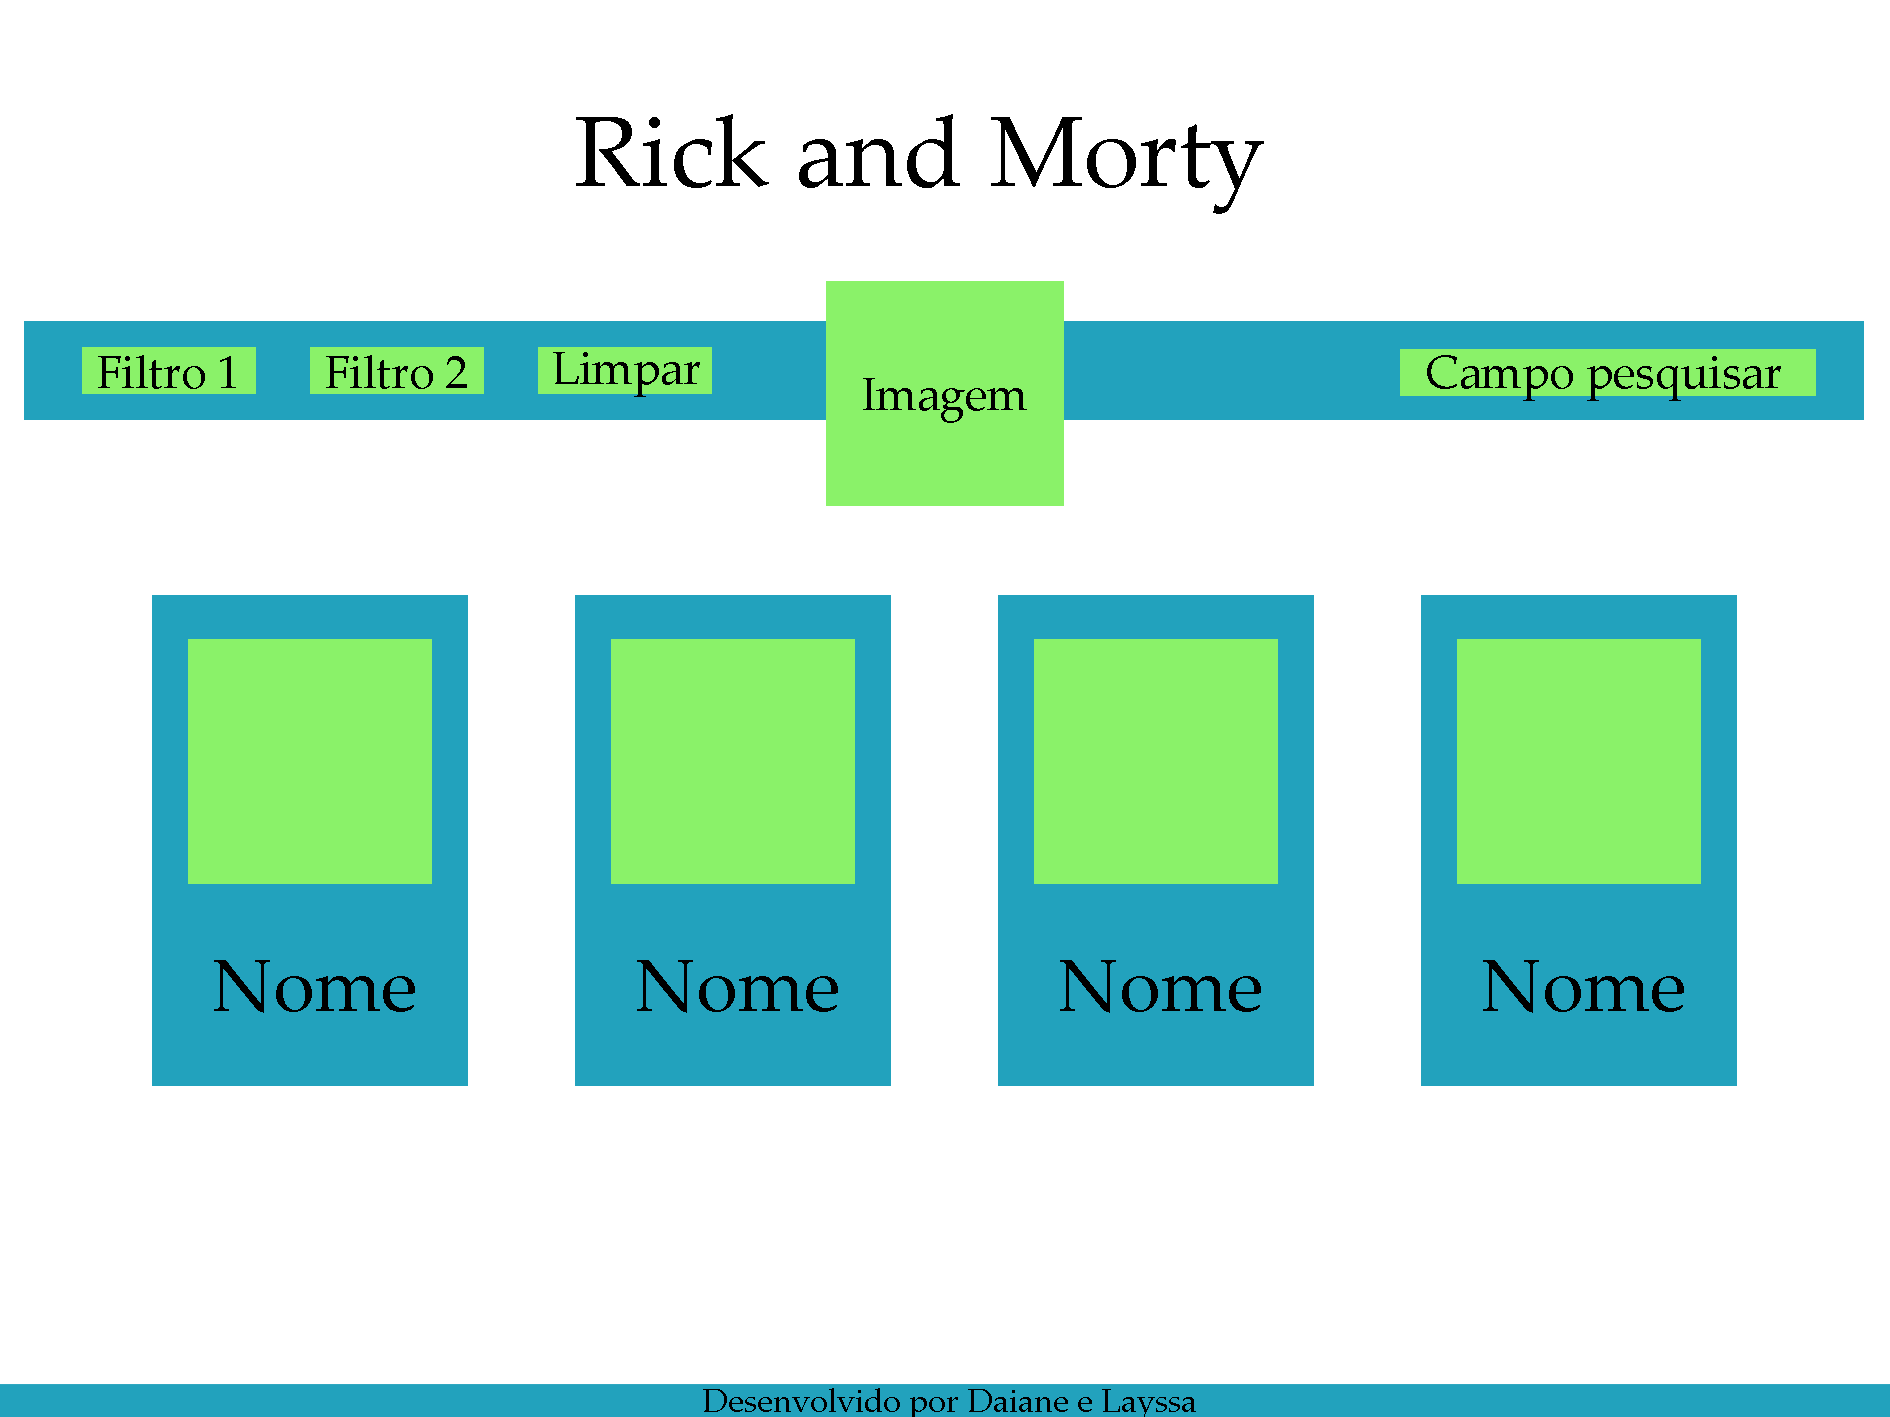 Rick and Morty
Filtro 1
Filtro 2
Limpar
Imagem
Campo pesquisar
Nome
Nome
Nome
Nome
Desenvolvido por Daiane e Layssa